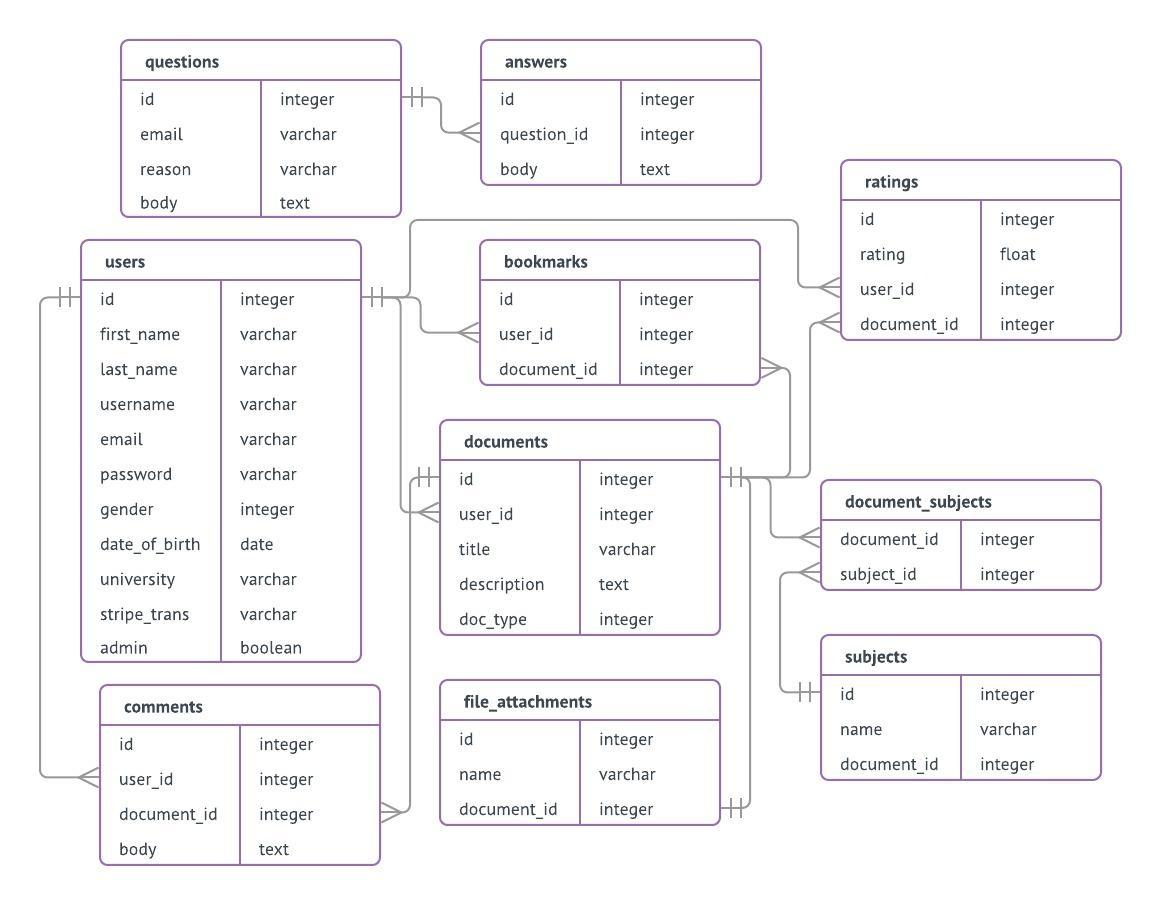 questions
id integer
email varchar
reason varchar
body text
answers
id integer
question_id integer
body text
ratings
id integer
rating float
user_id integer
document_id integer
users
id integer
first_name varchar
last_name varchar
username varchar
email varchar
password varchar
gender integer
date_of_birth date
university varchar
stripe_trans varchar
admin boolean
bookmarks
id integer
user_id integer
document_id integer
documents
id integer
user_id integer
title varchar
description text
doc_type integer
document_subjects
document_id integer
subject_id integer
subjects
id integer
name varchar
document_id integer
comments
id integer
user_id integer
document_id integer
body text
file_attachments
id integer
name varchar
document_id integer